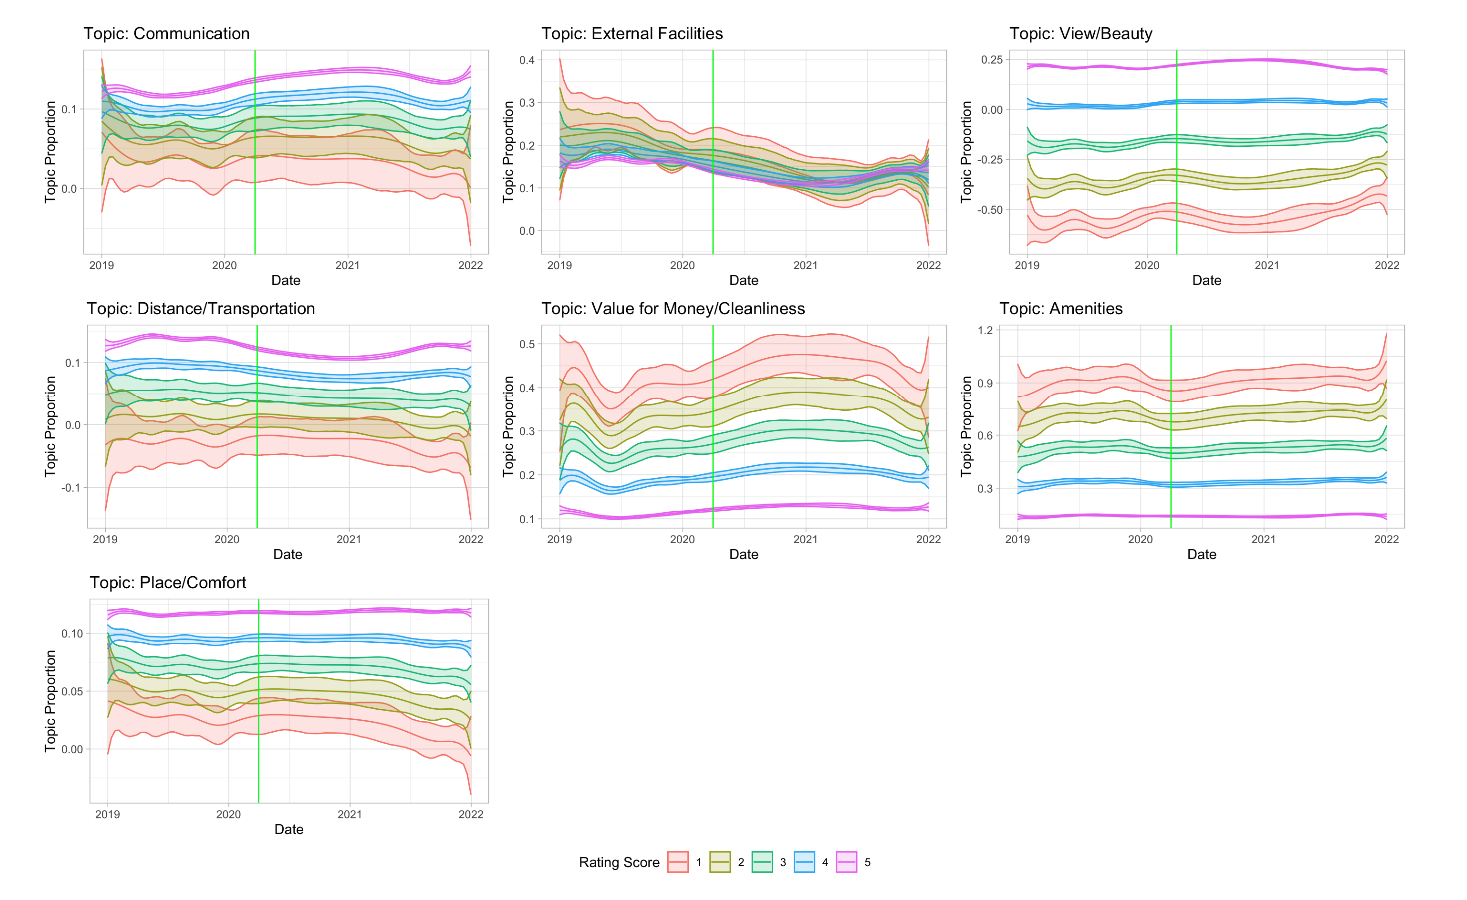 Topic: Communication
Topic Proportion
0.1
0.0
2019
2020
2021
2022
Date
Topic: External Facilities
Topic Proportion
0.4
0.3
0.2
0.1
0.0
2019
2020
2021
2022
Date
Topic: View/Beauty
Topic Proportion
0.25
0.00
-0.25
-0.50
2019
2020
2021
2022
Date
Topic: Distance/Transportation
Topic Proportion
0.1
0.0
-0.1
2019
2020
2021
2022
Date
Topic: Value for Money/Cleanliness
Topic Proportion
0.5
0.4
0.3
0.2
0.1
2019
2020
2021
2022
Date
Topic: Amenities
Topic Proportion
1.2
0.9
0.6
0.3
2019
2020
2021
2022
Date
Topic: Place/Comfort
Topic Proportion
0.10
0.05
0.00
2019
2020
2021
2022
Date
Rating Score 1 2 3 4 5